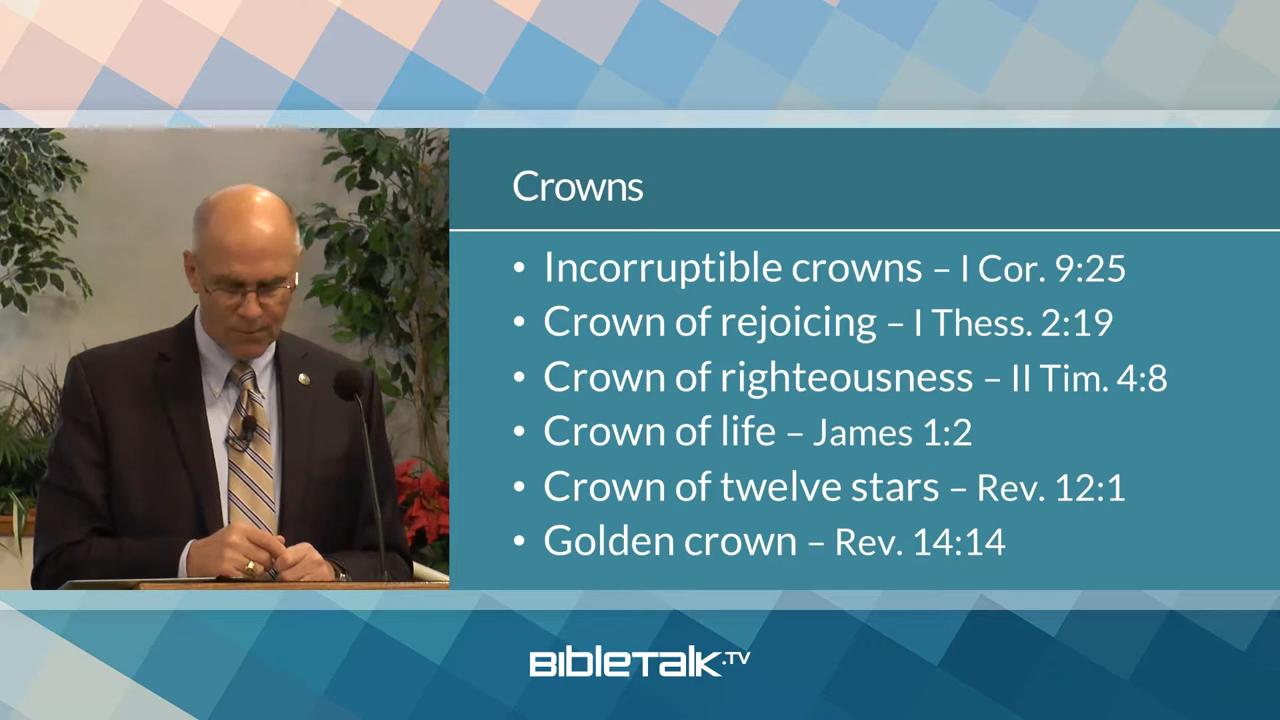 Crowns
• Incorruptible crowns – I Cor. 9:25
• Crown of rejoicing – I Thess. 2:19
• Crown of righteousness – II Tim. 4:8
• Crown of life – James 1:2
• Crown of twelve stars – Rev. 12:1
• Golden crown – Rev. 14:14
BIBLETALK.TV